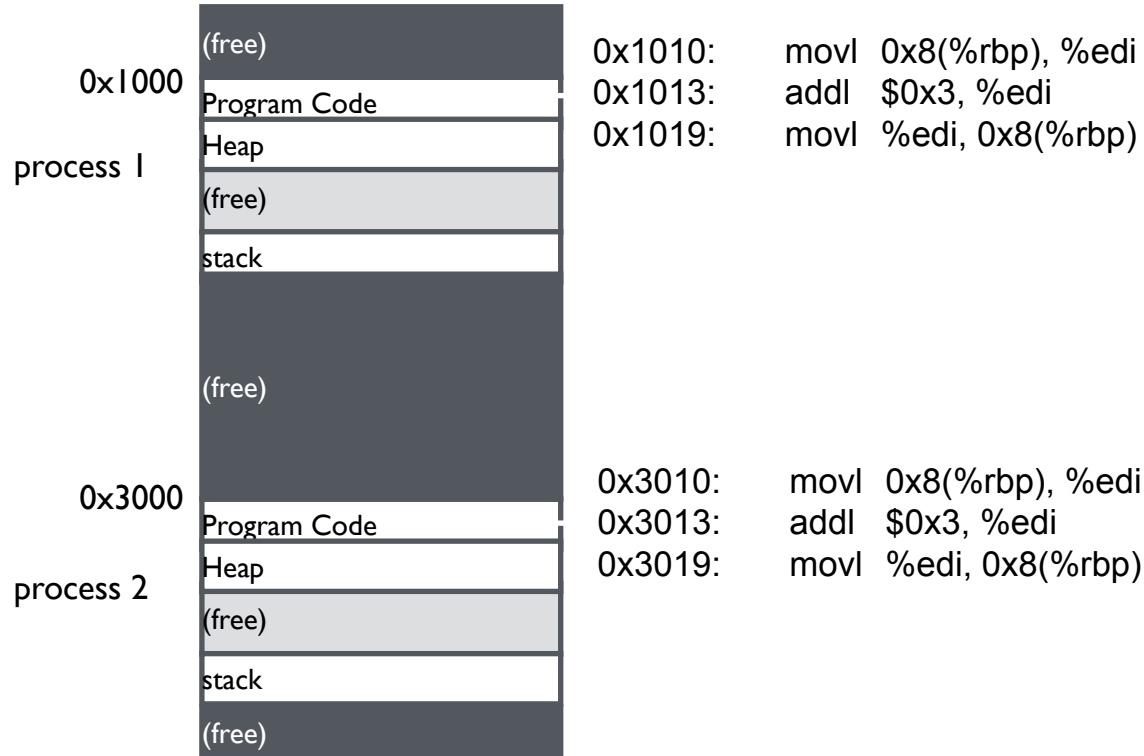 (free)
0x1010: movl 0x8(%rbp), %edi
0x1000
Program Code
0x1013: addl $0x3, %edi
Heap
0x1019: movl %edi, 0x8(%rbp)
process 1
(free)
stack
(free)
0x3010: movl 0x8(%rbp), %edi
0x3000
Program Code
0x3013: addl $0x3, %edi
Heap
0x3019: movl %edi, 0x8(%rbp)
process 2
(free)
stack
(free)